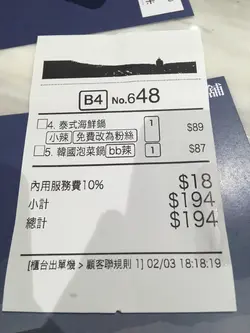 舖
B4 No.648
4. 泰式海鮮鍋 1 $89
小辣 免費改為粉絲
5. 韓國泡菜鍋 bb辣 1 $87
內用服務費10% $18
小計 $194
總計 $194
[櫃台出單機 > 顧客聯規則 1] 02/03 18:18:19